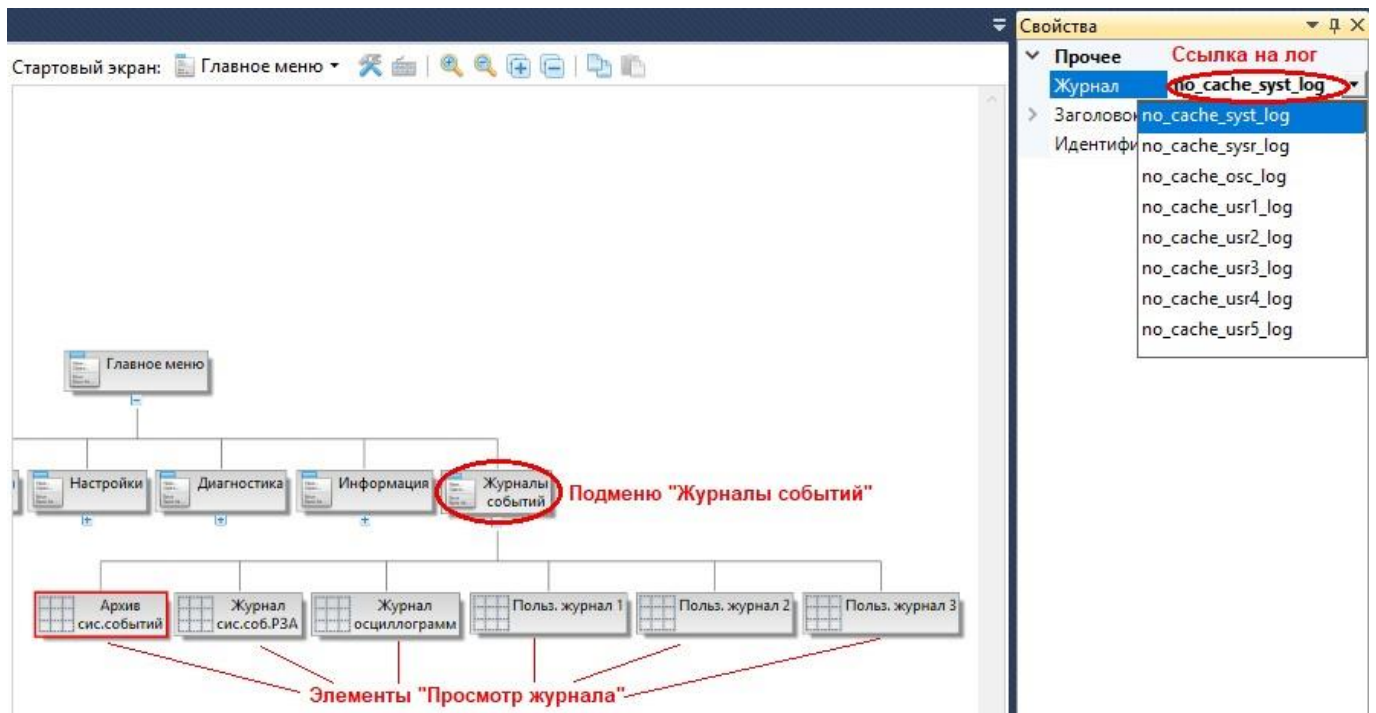 Свойства
Стартовый экран: Главное меню
Прочее Ссылка на лог
Журнал no_cache_syst_log
Заголовок no_cache_syst_log
Идентифи no_cache_sysr_log
no_cache_osc_log
no_cache_usr1_log
no_cache_usr2_log
no_cache_usr3_log
no_cache_usr4_log
no_cache_usr5_log
Главное меню
Настройки Диагностика Информация Журналы
событий
Подменю "Журналы событий"
Архив
сис.событий
Журнал
сис.соб.РЗА
Журнал
осциллограмм
Польз. журнал 1
Польз. журнал 2
Польз. журнал 3
Элементы "Просмотр журнала"